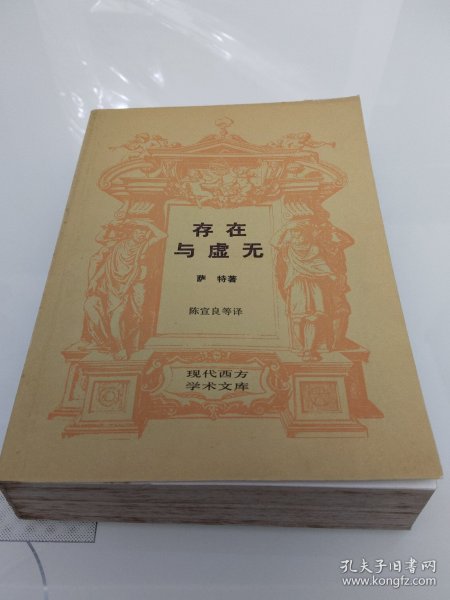 存在
与虚无
萨 特著
陈宣良等译
现代西方
学术文库
孔夫子旧书网
www.kongfz.com